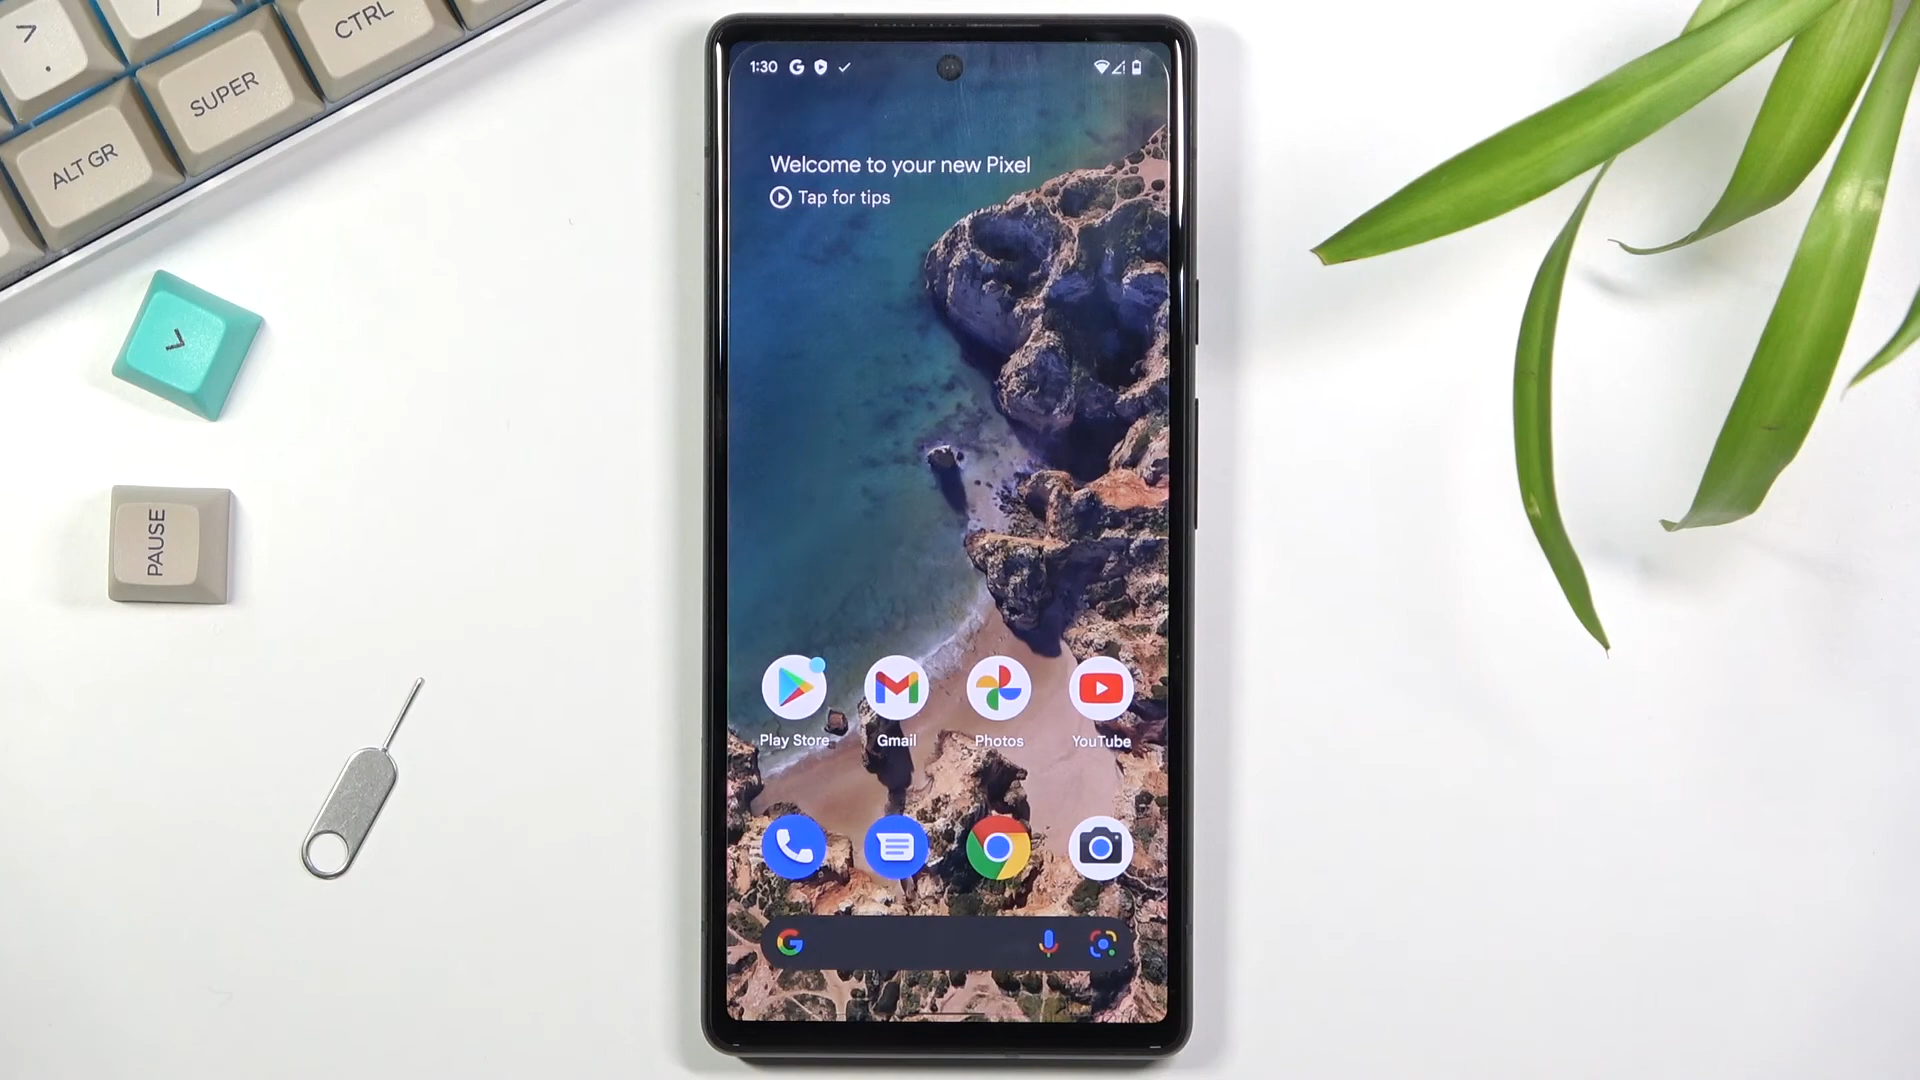 >
.
/
CTRL
SUPER
ALT GR
PAUSE
1:30
Welcome to your new Pixel
Tap for tips
Play Store
Gmail
Photos
YouTube